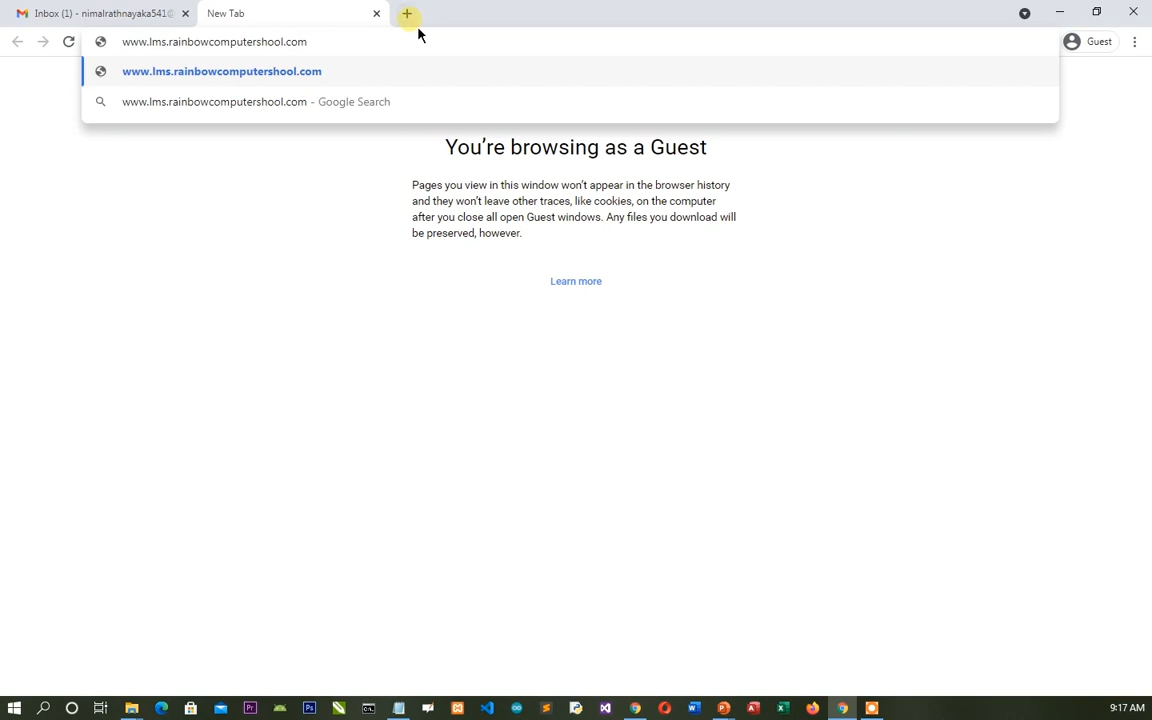 Inbox (1) - nimalrathnayaka541@
New Tab
Guest
www.lms.rainbowcomputershool.com
www.lms.rainbowcomputershool.com
www.lms.rainbowcomputershool.com - Google Search
You're browsing as a Guest
Pages you view in this window won't appear in the browser history
and they won't leave other traces, like cookies, on the computer
after you close all open Guest windows. Any files you download will
be preserved, however.
Learn more
9:17 AM